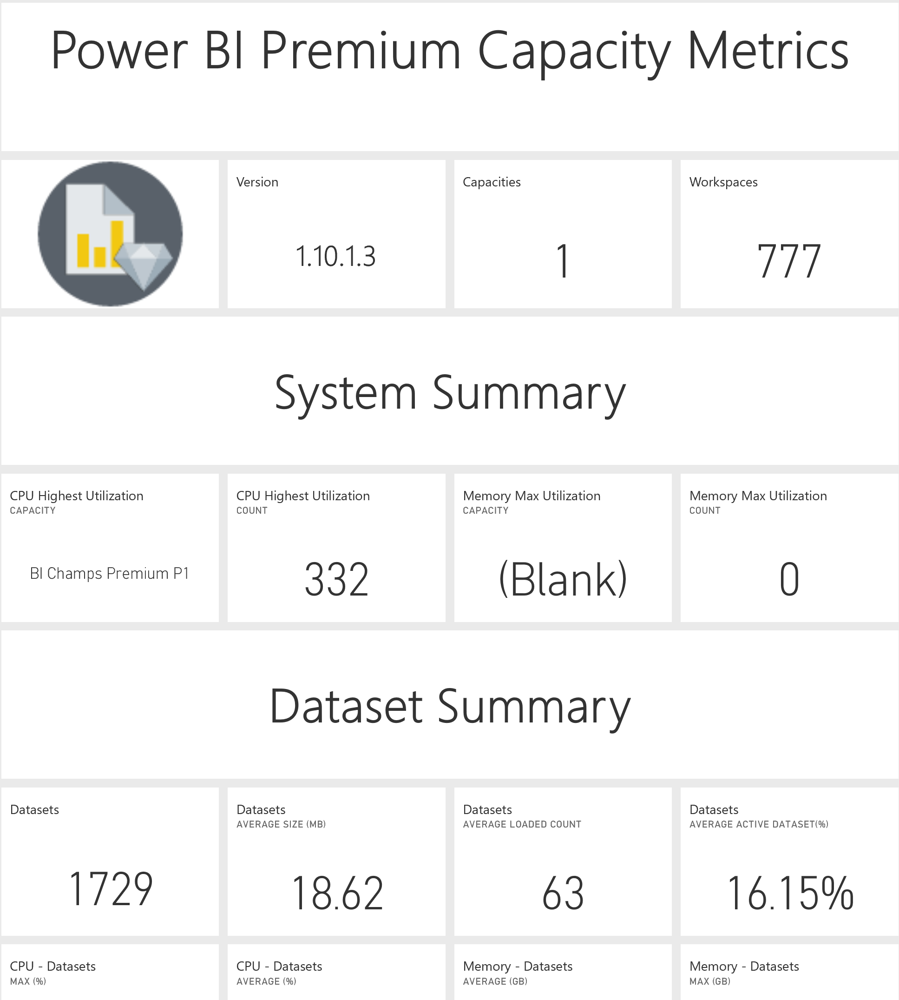 Power BI Premium Capacity Metrics
Version
1.10.1.3
Capacities
1
Workspaces
777
System Summary
CPU Highest Utilization
CAPACITY
BI Champs Premium P1
CPU Highest Utilization
COUNT
332
Memory Max Utilization
CAPACITY
(Blank)
Memory Max Utilization
COUNT
0
Dataset Summary
Datasets
1729
Datasets
AVERAGE SIZE (MB)
18.62
Datasets
AVERAGE LOADED COUNT
63
Datasets
AVERAGE ACTIVE DATASET(%)
16.15%
CPU - Datasets
MAX (%)
CPU - Datasets
AVERAGE (%)
Memory - Datasets
AVERAGE (GB)
Memory - Datasets
MAX (GB)